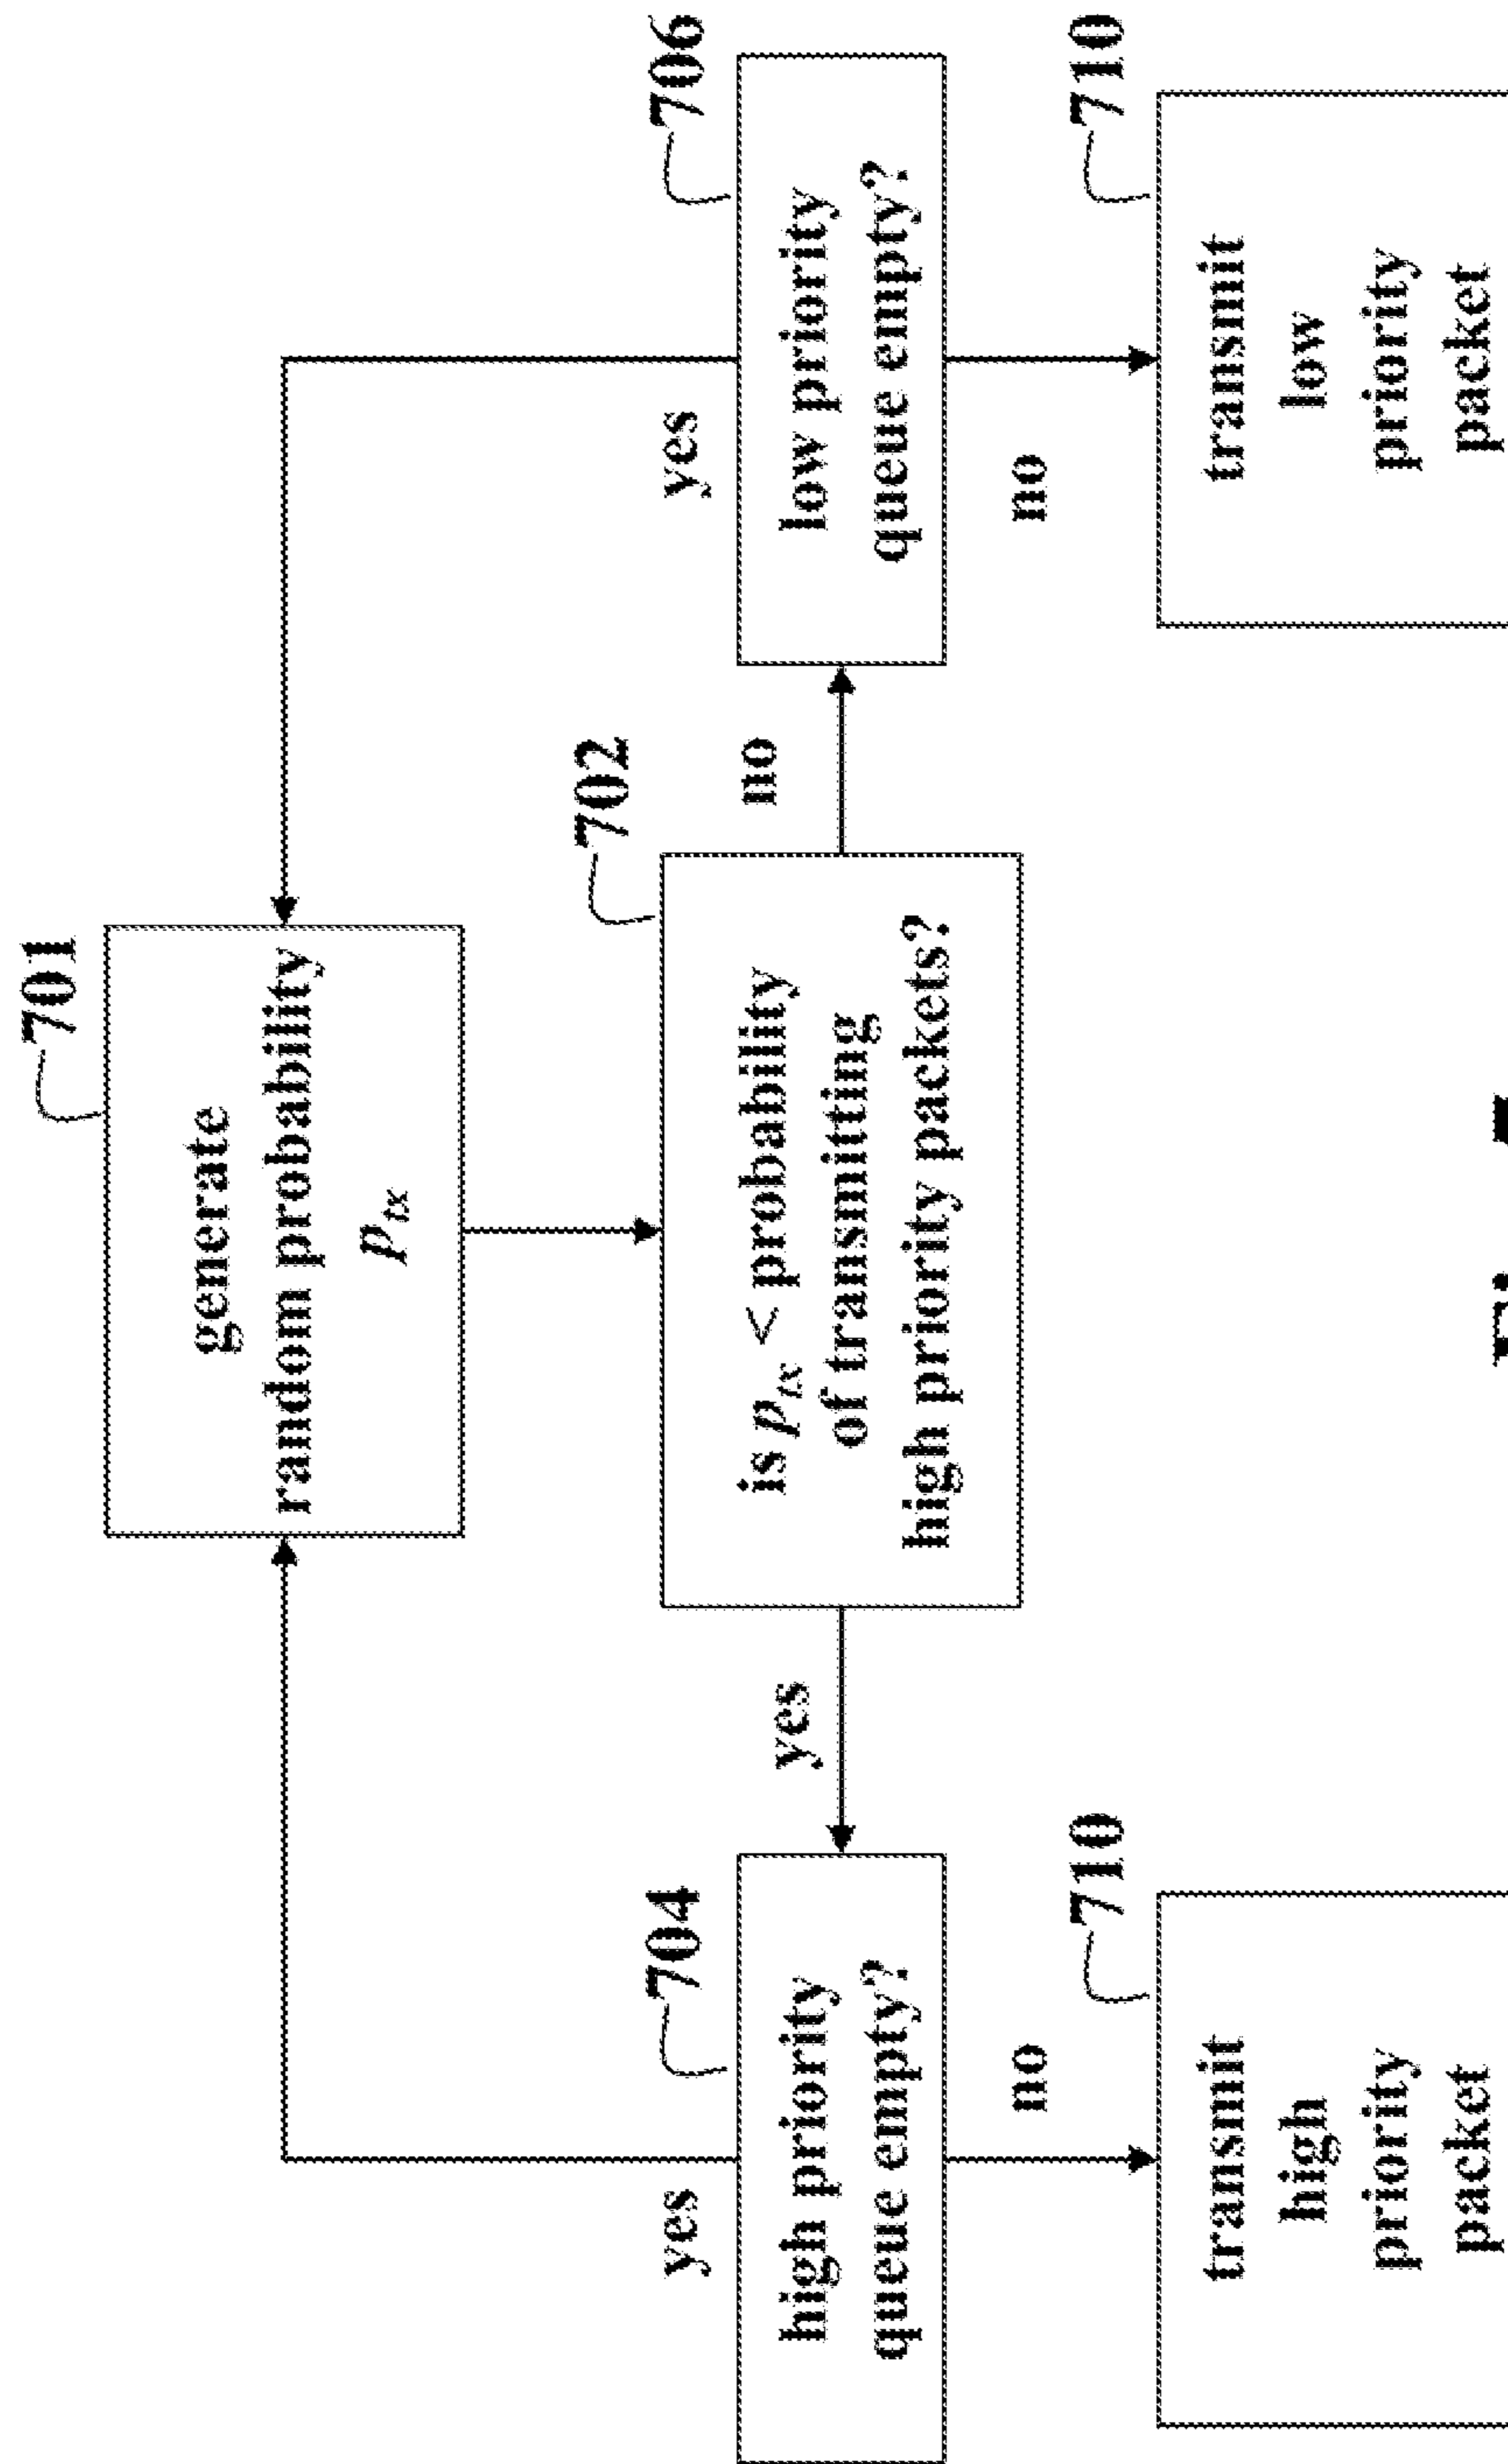 701
generate
random probability
p_tx
702
is p_tx < probability
of transmitting
high priority packets?
yes
no
704
high priority
queue empty?
yes
no
706
low priority
queue empty?
yes
no
710
transmit
high
priority
packet
710
transmit
low
priority
packet